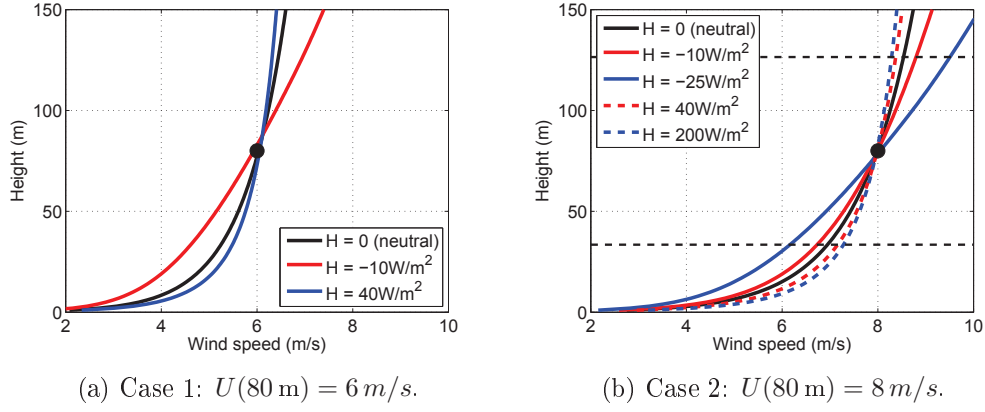 150
100
50
0
Height (m)
2
4
6
8
10
Wind speed (m/s)
H = 0 (neutral)
H = −10W/m²
H = 40W/m²
(a) Case 1: U(80 m) = 6 m/s.
150
100
50
0
Height (m)
2
4
6
8
10
Wind speed (m/s)
H = 0 (neutral)
H = −10W/m²
H = −25W/m²
H = 40W/m²
H = 200W/m²
(b) Case 2: U(80 m) = 8 m/s.